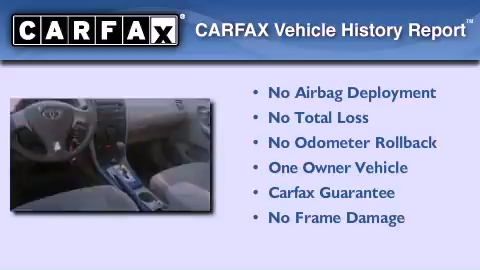 CARFAX® CARFAX Vehicle History Report™
• No Airbag Deployment
• No Total Loss
• No Odometer Rollback
• One Owner Vehicle
• Carfax Guarantee
• No Frame Damage